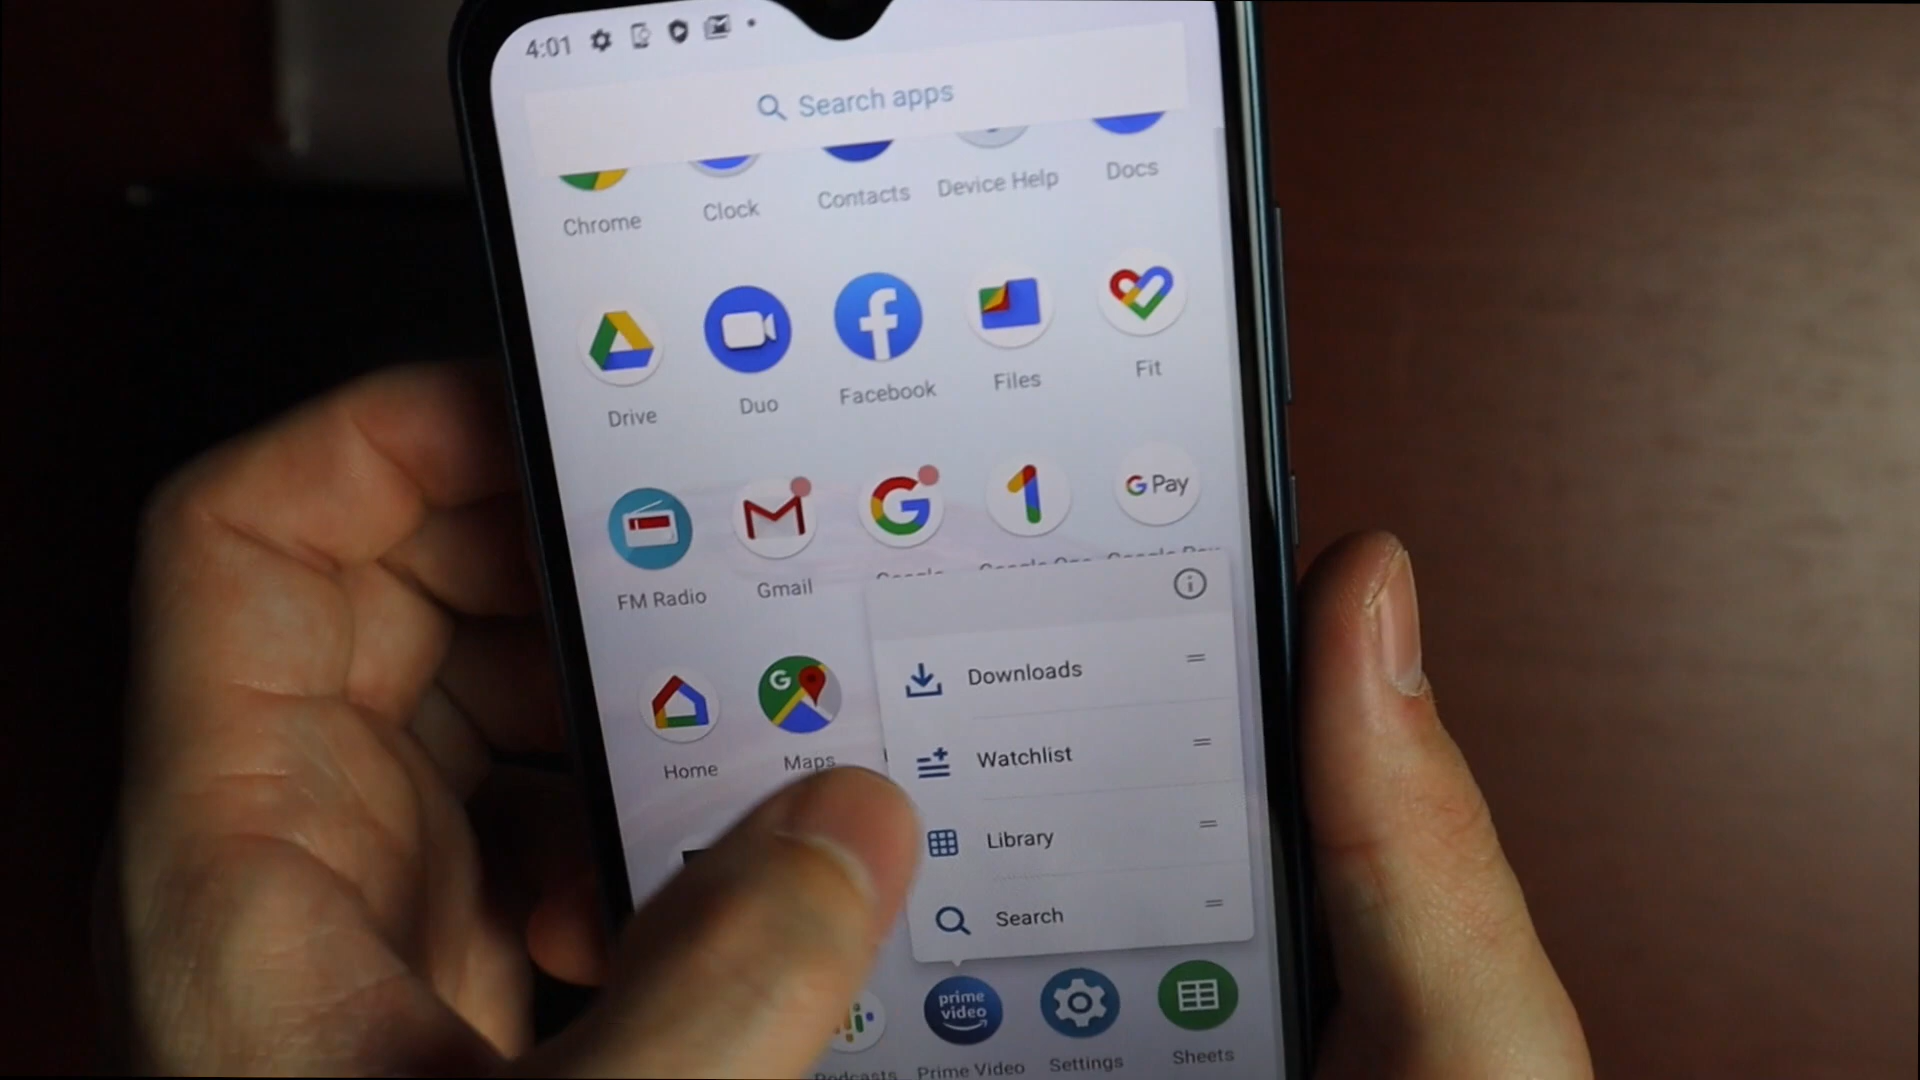 4:01
Search apps
Chrome
Clock
Contacts
Device Help
Docs
Drive
Duo
Facebook
Files
Fit
G Pay
FM Radio
Gmail
Downloads
Watchlist
Library
Search
Home
Maps
prime
video
Podcasts
Prime Video
Settings
Sheets